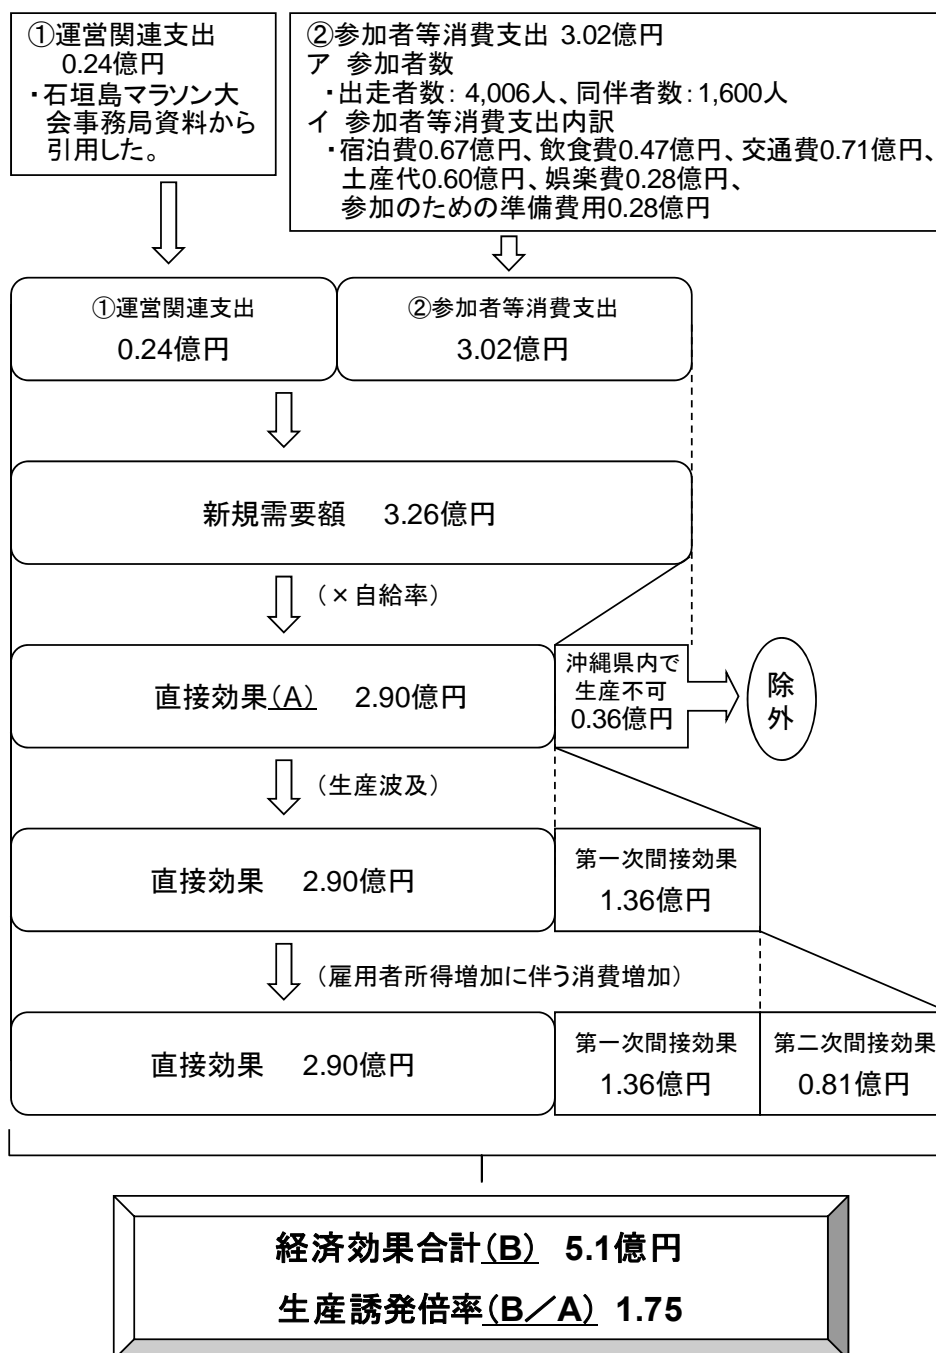 ①運営関連支出
0.24億円
・石垣島マラソン大
会事務局資料から
引用した。
②参加者等消費支出 3.02億円
ア 参加者数
・出走者数：4,006人、同伴者数：1,600人
イ 参加者等消費支出内訳
・宿泊費0.67億円、飲食費0.47億円、交通費0.71億円、
土産代0.60億円、娯楽費0.28億円、
参加のための準備費用0.28億円
①運営関連支出
0.24億円
②参加者等消費支出
3.02億円
新規需要額 3.26億円
（×自給率）
直接効果(A) 2.90億円
沖縄県内で
生産不可
0.36億円
除
外
（生産波及）
直接効果 2.90億円
第一次間接効果
1.36億円
（雇用者所得増加に伴う消費増加）
直接効果 2.90億円
第一次間接効果
1.36億円
第二次間接効果
0.81億円
経済効果合計(B) 5.1億円
生産誘発倍率(B／A) 1.75